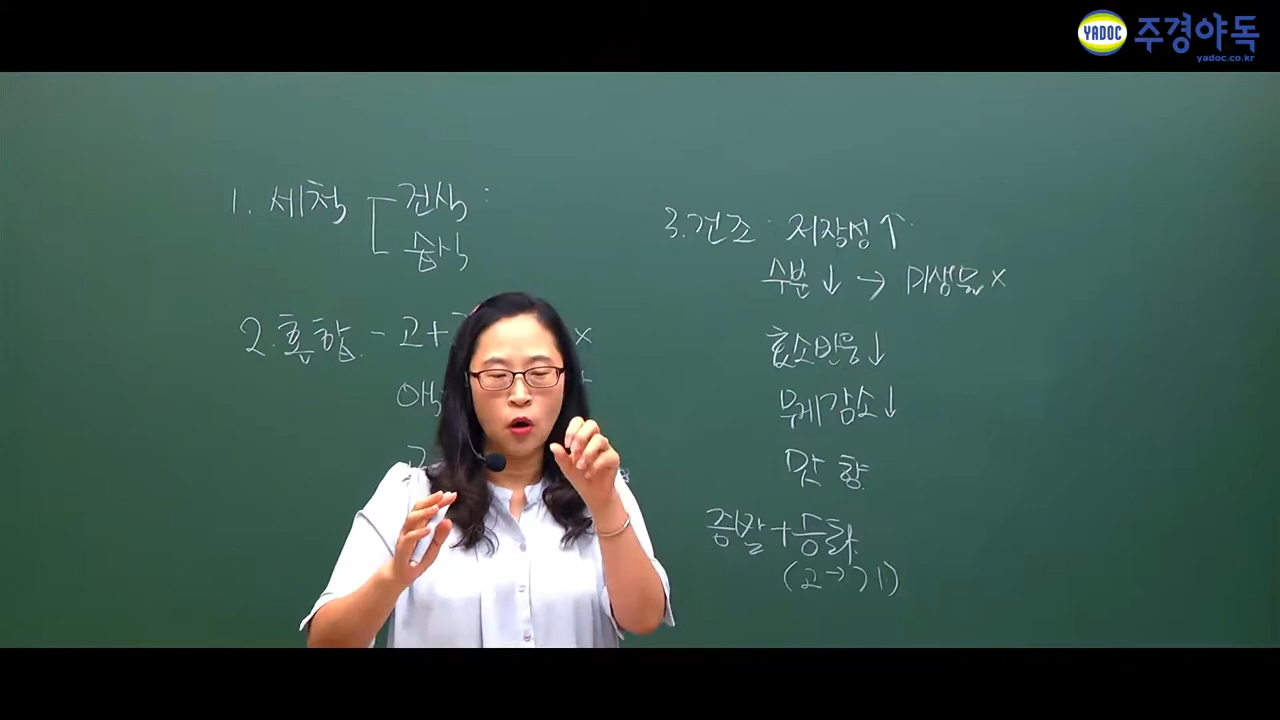 YADOC 주경야독
yadoc.co.kr
1. 세척 건식 :
습식
2. 혼합. - 고+ x
액
고
3. 건조 : 저장성↑
수분↓ → 미생물 x
효소반응↓
무게감소↓
맛 향
증발+승화
(고→기)